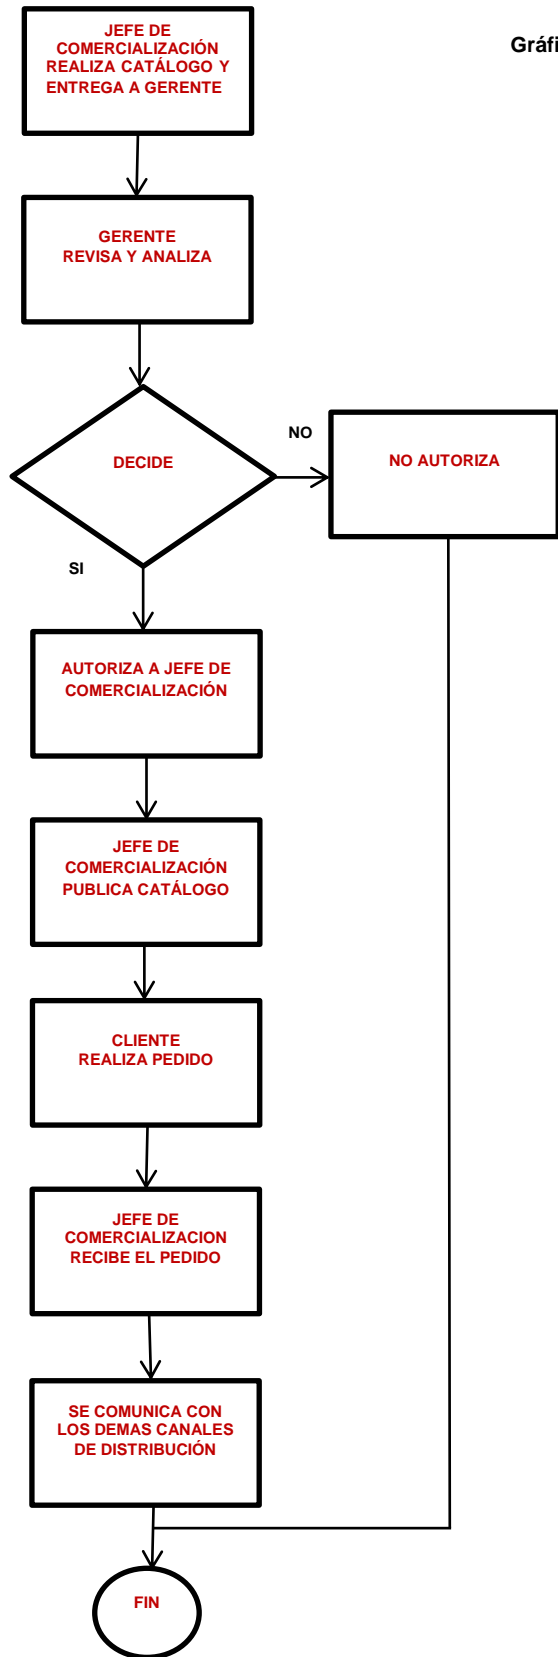 JEFE DE
COMERCIALIZACIÓN
REALIZA CATÁLOGO Y
ENTREGA A GERENTE
Gráfi
GERENTE
REVISA Y ANALIZA
DECIDE
NO
NO AUTORIZA
SI
AUTORIZA A JEFE DE
COMERCIALIZACIÓN
JEFE DE
COMERCIALIZACIÓN
PUBLICA CATÁLOGO
CLIENTE
REALIZA PEDIDO
JEFE DE
COMERCIALIZACION
RECIBE EL PEDIDO
SE COMUNICA CON
LOS DEMAS CANALES
DE DISTRIBUCIÓN
FIN